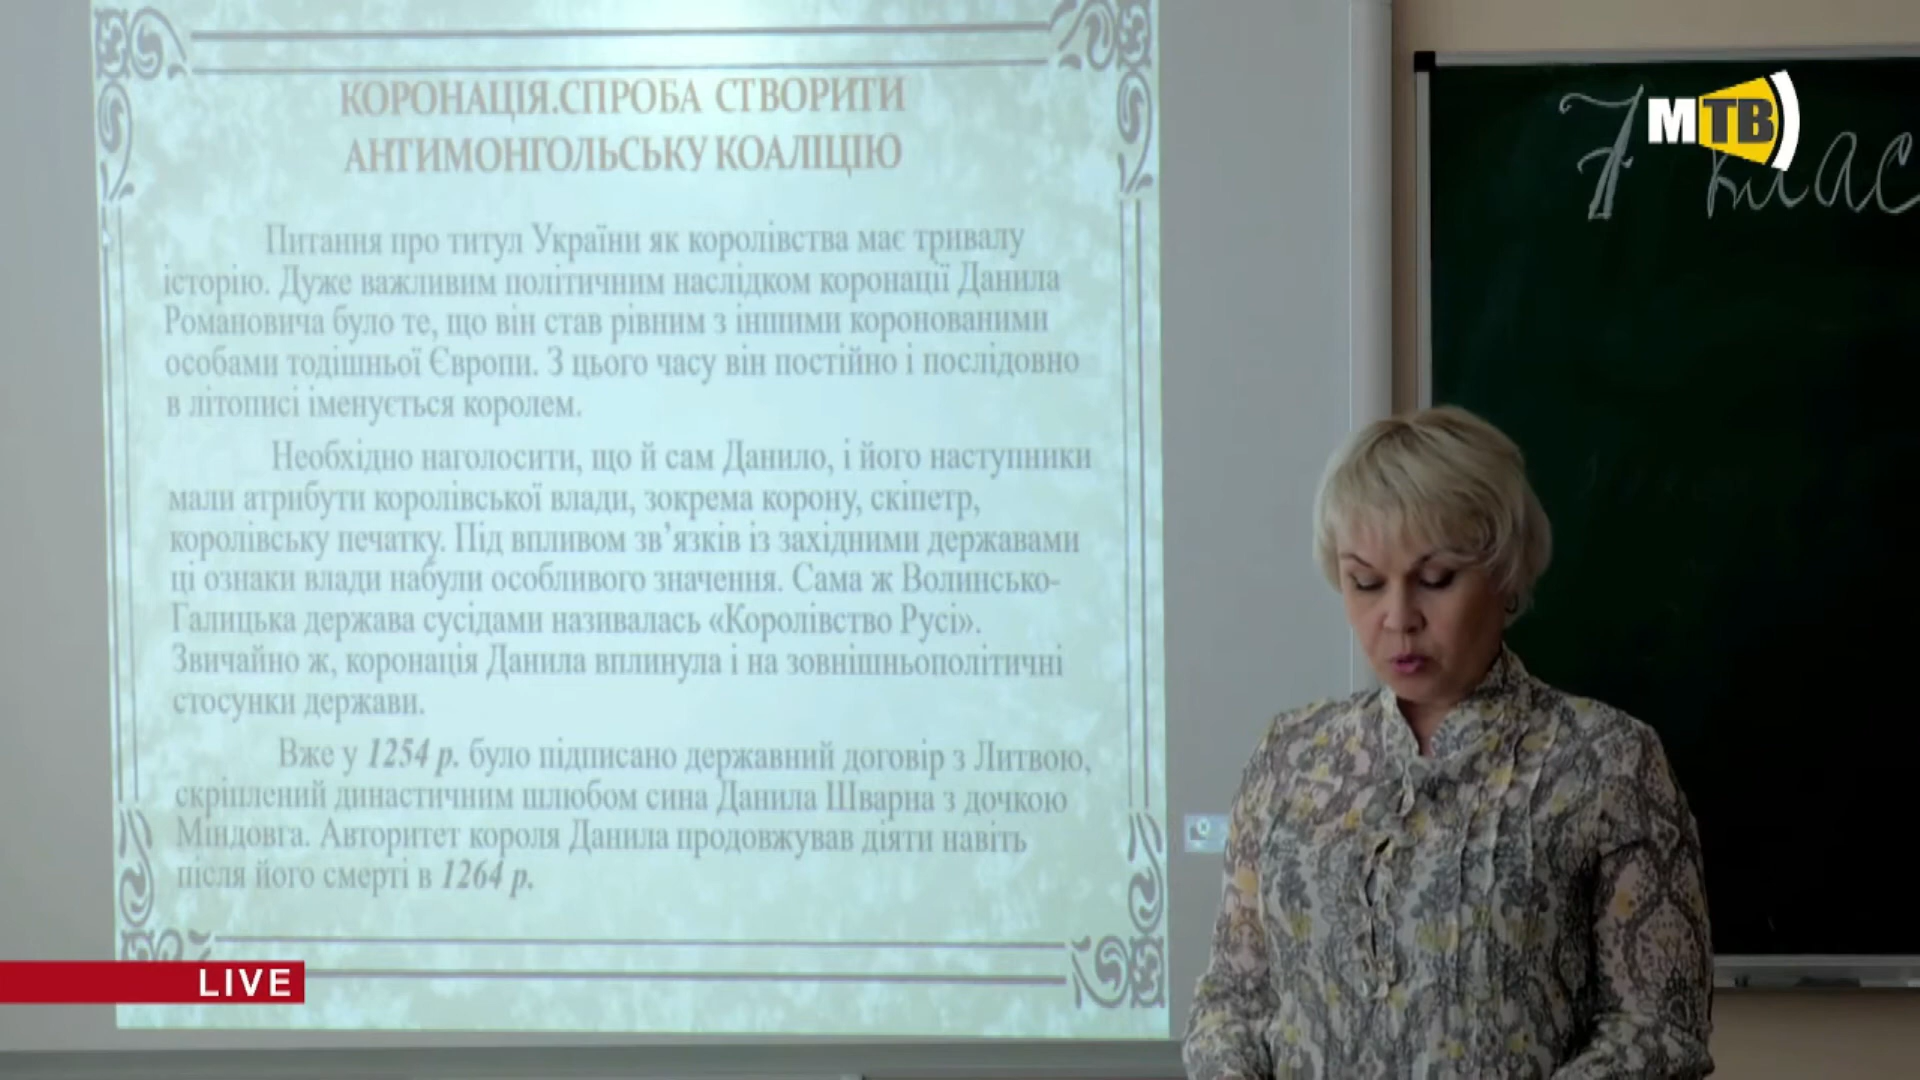 КОРОНАЦІЯ.СПРОБА СТВОРИТИ
АНТИМОНГОЛЬСЬКУ КОАЛІЦІЮ
Питання про титул України як королівства має тривалу
історію. Дуже важливим політичним наслідком коронації Данила
Романовича було те, що він став рівним з іншими коронованими
особами тодішньої Європи. З цього часу він постійно і послідовно
в літописі іменується королем.
Необхідно наголосити, що й сам Данило, і його наступники
мали атрибути королівської влади, зокрема корону, скіпетр,
королівську печатку. Під впливом зв’язків із західними державами
ці ознаки влади набули особливого значення. Сама ж Волинсько-
Галицька держава сусідами називалась «Королівство Русі».
Звичайно ж, коронація Данила вплинула і на зовнішньополітичні
стосунки держави.
Вже у 1254 р. було підписано державний договір з Литвою,
скріплений династичним шлюбом сина Данила Шварна з дочкою
Міндовга. Авторитет короля Данила продовжував діяти навіть
після його смерті в 1264 р.
7 клас
МТВ
LIVE